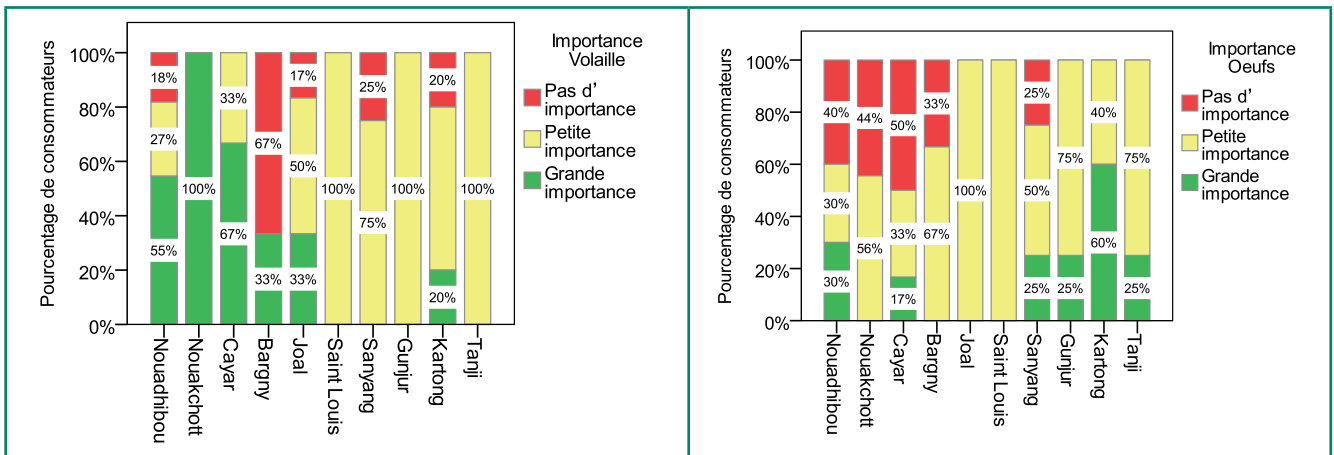 Importance
Volaille
Pas d'
importance
Petite
importance
Grande
importance
Pourcentage de consommateurs
100%
80%
60%
40%
20%
0%
18%
27%
55%
100%
33%
67%
67%
33%
17%
50%
33%
100%
25%
75%
100%
20%
20%
100%
Nouadhibou
Nouakchott
Cayar
Bargny
Joal
Saint Louis
Sanyang
Gunjur
Kartong
Tanji
Importance
Oeufs
Pas d'
importance
Petite
importance
Grande
importance
Pourcentage de consommateurs
100%
80%
60%
40%
20%
0%
40%
30%
30%
44%
56%
50%
33%
17%
33%
67%
100%
25%
50%
25%
75%
25%
40%
60%
75%
25%
Nouadhibou
Nouakchott
Cayar
Bargny
Joal
Saint Louis
Sanyang
Gunjur
Kartong
Tanji